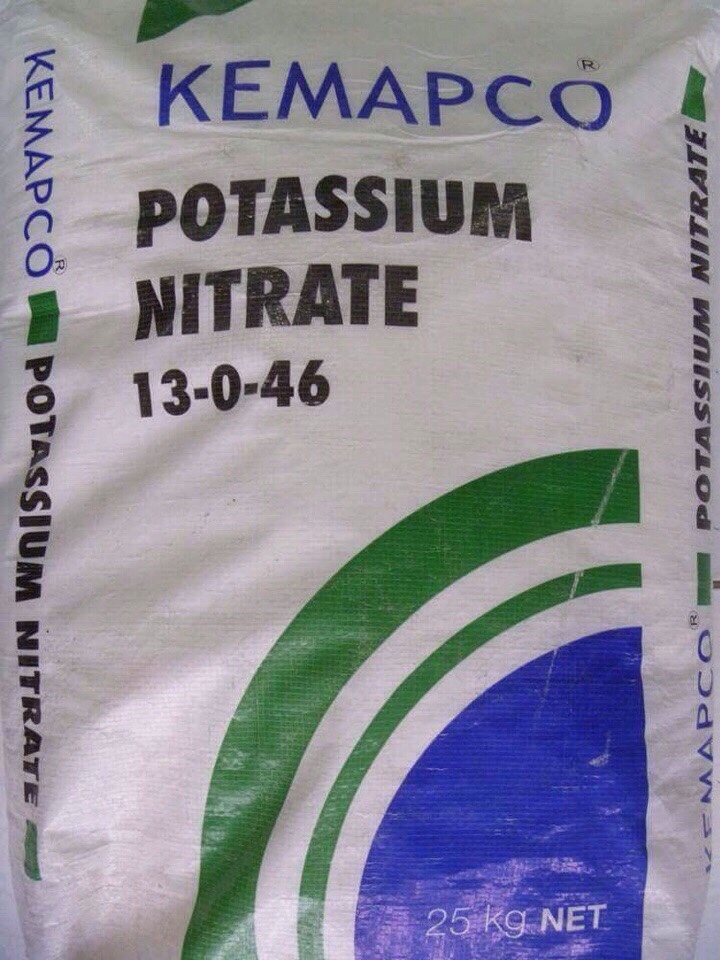 KEMAPCO®
POTASSIUM
NITRATE
13-0-46
25 kg NET
KEMAPCO® POTASSIUM NITRATE
KEMAPCO® POTASSIUM NITRATE